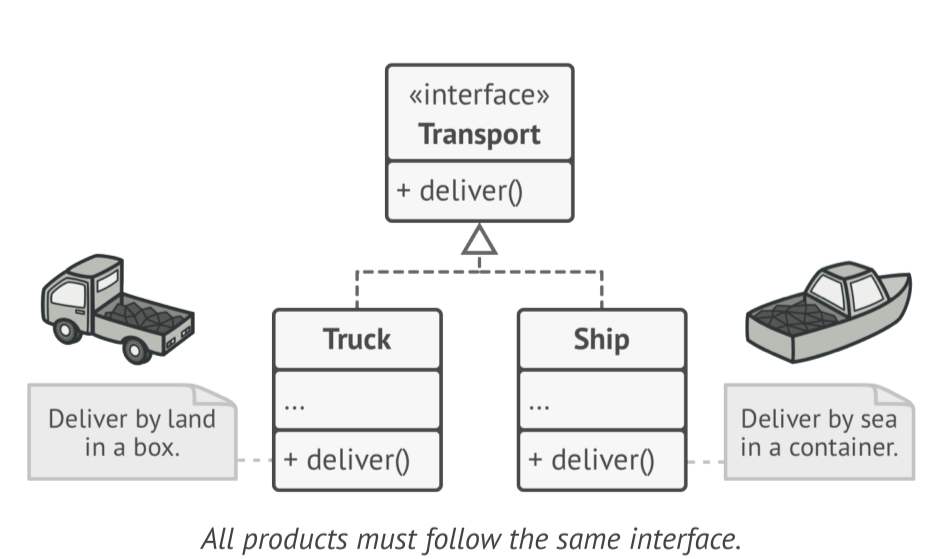 «interface»
Transport
+ deliver()
Truck
...
+ deliver()
Ship
...
+ deliver()
Deliver by land
in a box.
Deliver by sea
in a container.
All products must follow the same interface.